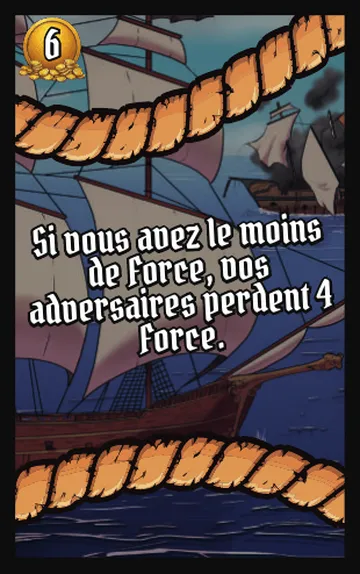 6
Si vous avez le moins
de Force, vos
adversaires perdent 4
Force.